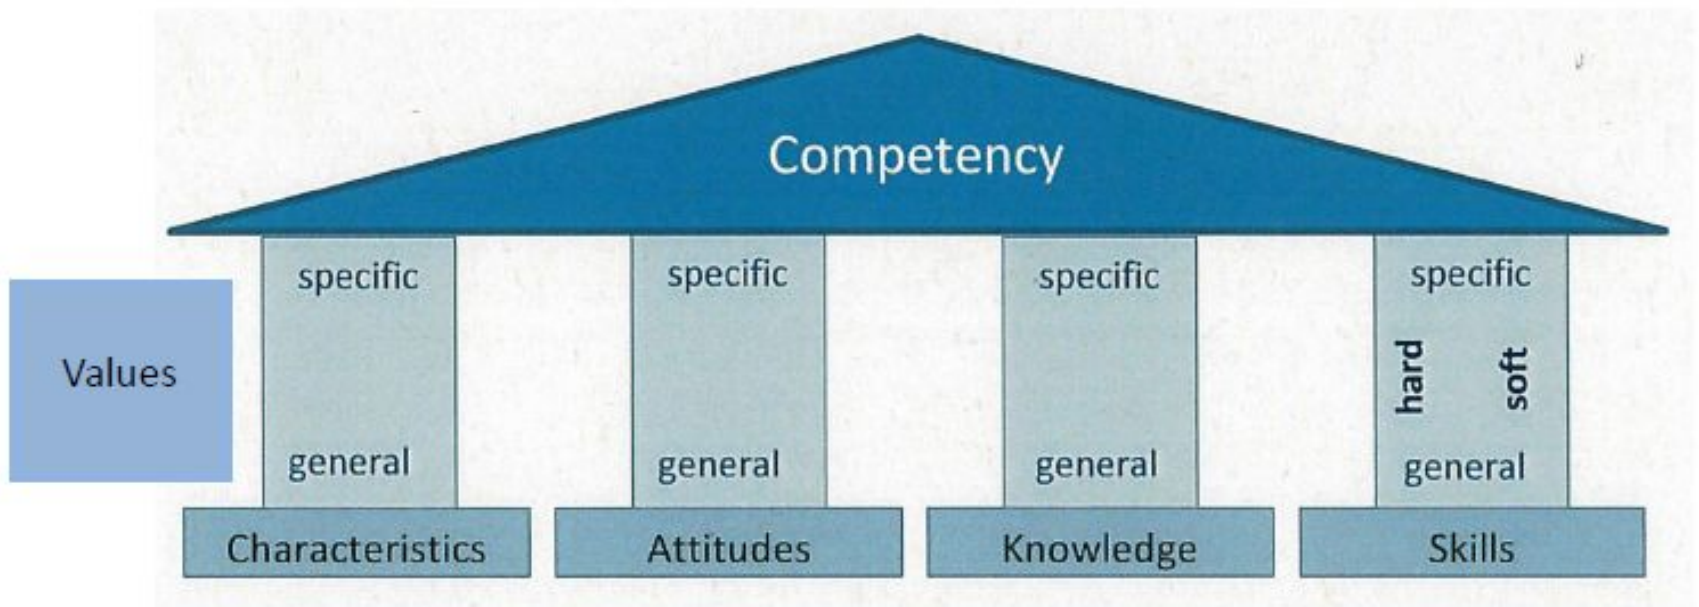 Competency
specific
specific
specific
specific
Values
hard
soft
general
general
general
general
Characteristics
Attitudes
Knowledge
Skills